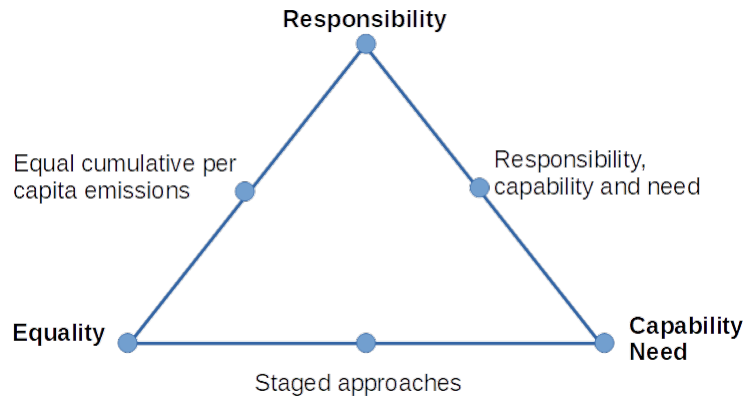 Responsibility
Equal cumulative per
capita emissions
Responsibility,
capability and need
Equality
Capability
Need
Staged approaches